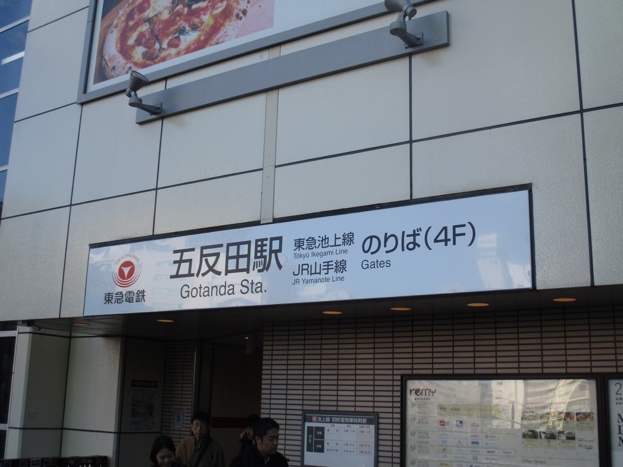 東急電鉄
五反田駅
Gotanda Sta.
東急池上線
Tokyu Ikegami Line
JR山手線
JR Yamanote Line
のりば(4F)
Gates
remy